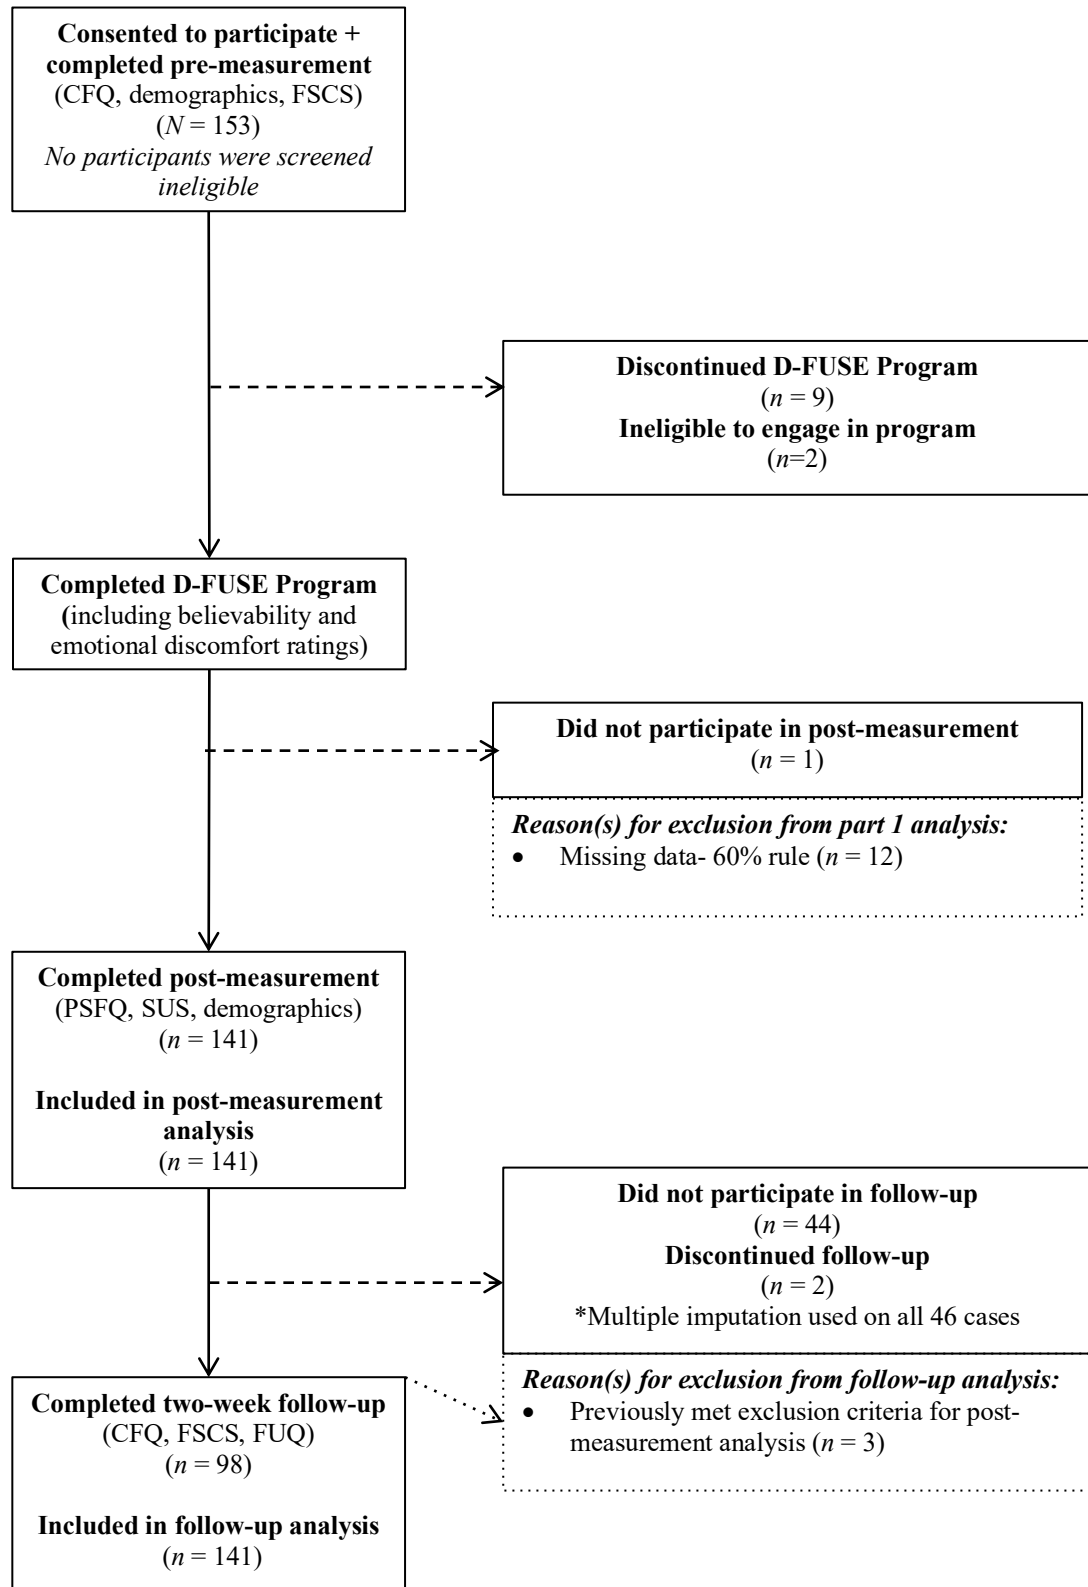 Consented to participate +
completed pre-measurement
(CFQ, demographics, FSCS)
(N = 153)
No participants were screened
ineligible
Discontinued D-FUSE Program
(n = 9)
Ineligible to engage in program
(n=2)
Completed D-FUSE Program
(including believability and
emotional discomfort ratings)
Did not participate in post-measurement
(n = 1)
Reason(s) for exclusion from part 1 analysis:
• Missing data- 60% rule (n = 12)
Completed post-measurement
(PSFQ, SUS, demographics)
(n = 141)
Included in post-measurement
analysis
(n = 141)
Did not participate in follow-up
(n = 44)
Discontinued follow-up
(n = 2)
*Multiple imputation used on all 46 cases
Reason(s) for exclusion from follow-up analysis:
• Previously met exclusion criteria for post-
measurement analysis (n = 3)
Completed two-week follow-up
(CFQ, FSCS, FUQ)
(n = 98)
Included in follow-up analysis
(n = 141)